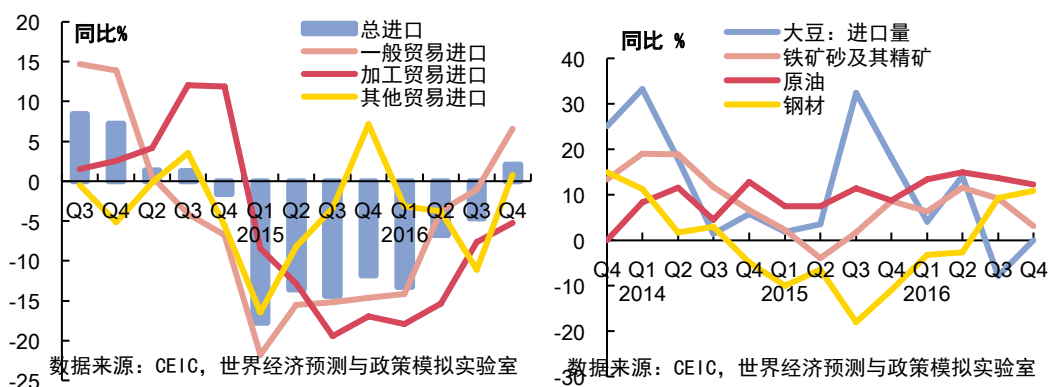 同比%
总进口
一般贸易进口
加工贸易进口
其他贸易进口
20
15
10
5
0
-5
-10
-15
-20
-25
Q3 Q4 Q2 Q3 Q4 Q1 Q2 Q3 Q4 Q1 Q2 Q3 Q4
2015 2016
数据来源：CEIC，世界经济预测与政策模拟实验室
同比 %
大豆：进口量
铁矿砂及其精矿
原油
钢材
40
30
20
10
0
-10
-20
-30
Q4 Q1 Q2 Q3 Q4 Q1 Q2 Q3 Q4 Q1 Q2 Q3 Q4
2014 2015 2016
数据来源：CEIC，世界经济预测与政策模拟实验室